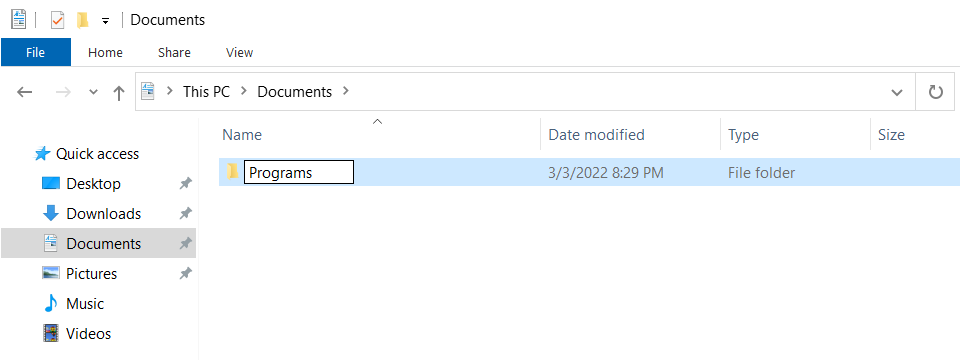 Documents
File Home Share View
This PC Documents
Name Date modified Type Size
Quick access
Programs 3/3/2022 8:29 PM File folder
Desktop
Downloads
Documents
Pictures
Music
Videos